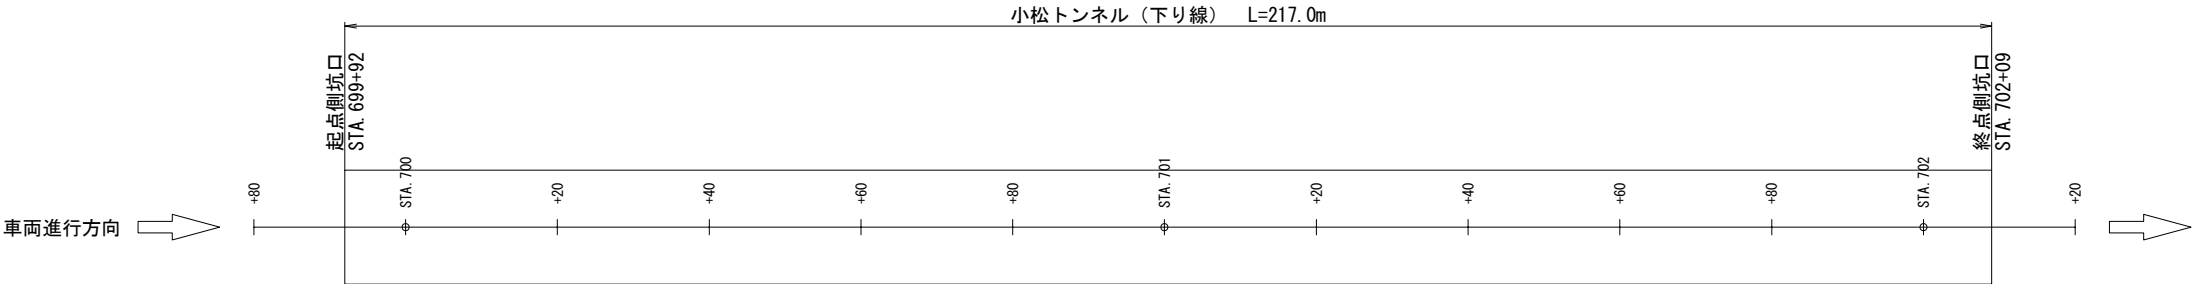 小松トンネル（下り線）　L=217.0m
起点側坑口
STA.699+92
終点側坑口
STA.702+09
+80
STA.700
+20
+40
+60
+80
STA.701
+20
+40
+60
+80
STA.702
+20
車両進行方向